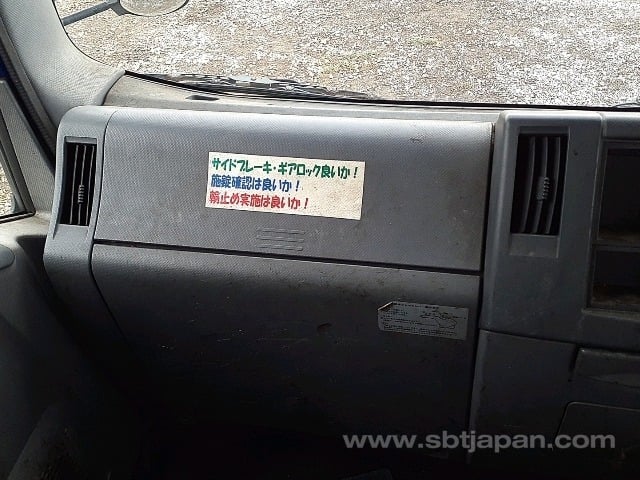 サイドブレーキ・ギアロック良いか!
施錠確認は良いか!
輪止め実施は良いか!
www.sbtjapan.com